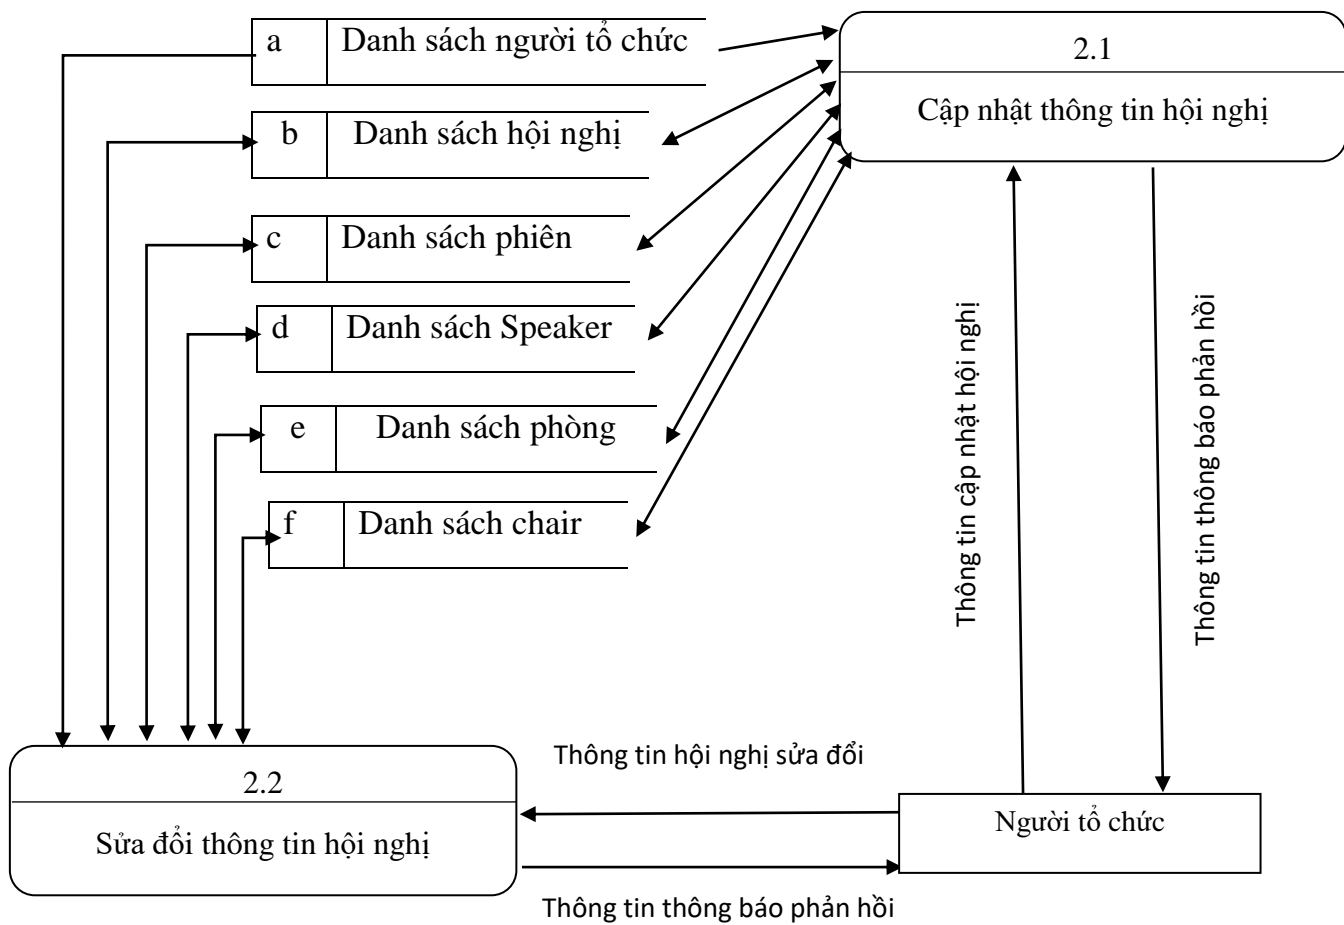 a
Danh sách người tổ chức
2.1
Cập nhật thông tin hội nghị
b
Danh sách hội nghị
c
Danh sách phiên
d
Danh sách Speaker
e
Danh sách phòng
f
Danh sách chair
Thông tin cập nhật hội nghị
Thông tin thông báo phản hồi
2.2
Sửa đổi thông tin hội nghị
Thông tin hội nghị sửa đổi
Người tổ chức
Thông tin thông báo phản hồi